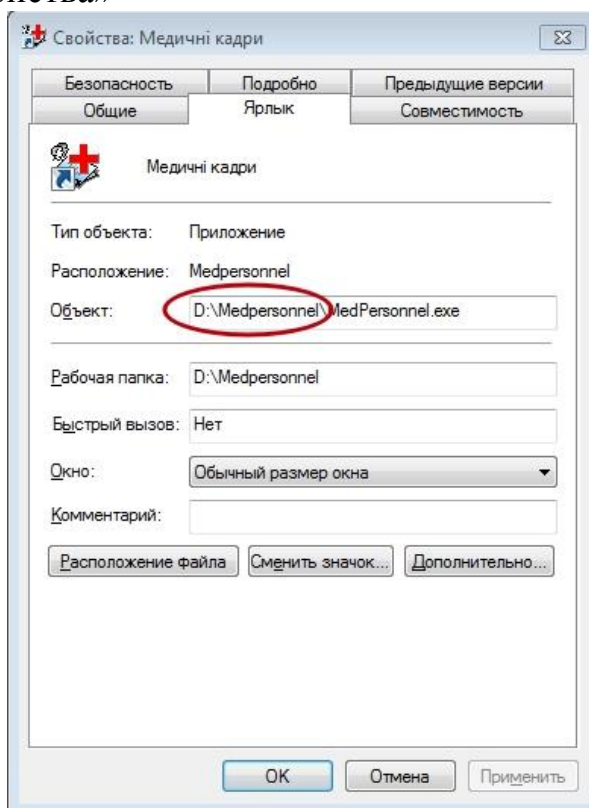 йства»
Свойства: Медичні кадри
Безопасность Подробно Предыдущие версии
Общие Ярлык Совместимость
Медичні кадри
Тип объекта: Приложение
Расположение: Medpersonnel
Объект: D:\Medpersonnel\MedPersonnel.exe
Рабочая папка: D:\Medpersonnel
Быстрый вызов: Нет
Окно: Обычный размер окна
Комментарий:
Расположение файла Сменить значок... Дополнительно...
ОК Отмена Применить